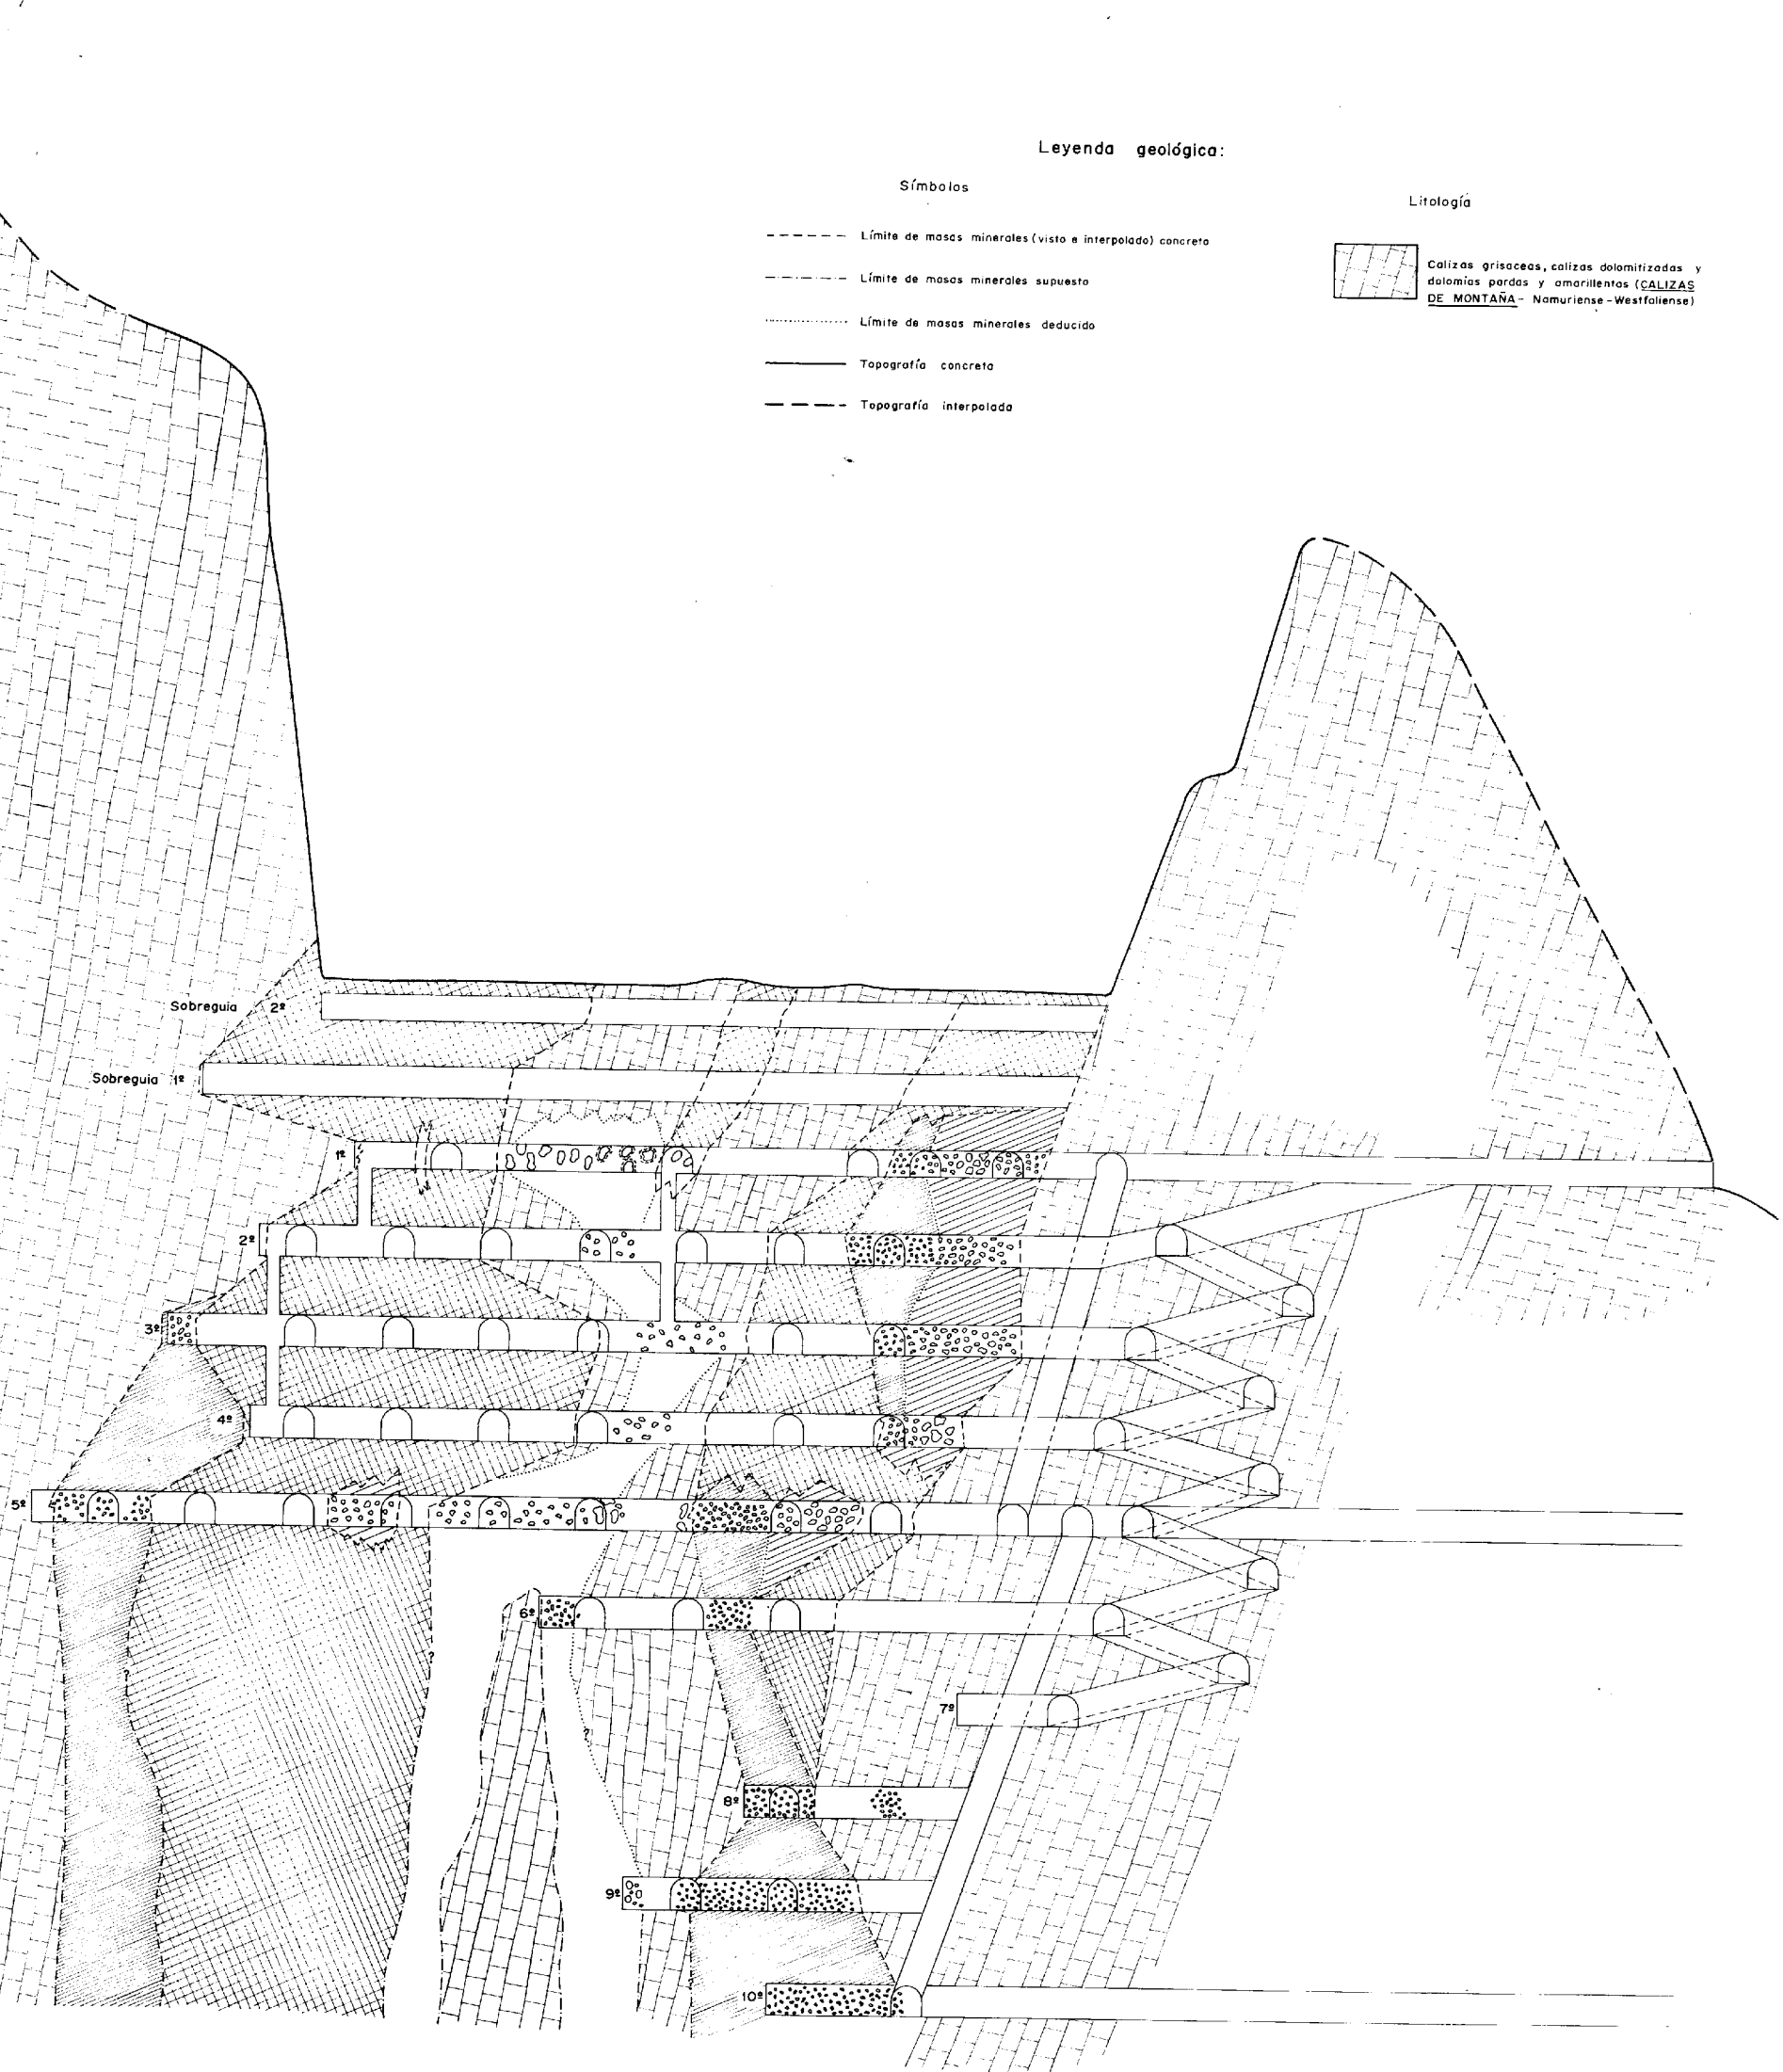 Leyenda geológica:
Símbolos
Límite de masas minerales (visto e interpolado) concreto
Límite de masas minerales supuesto
Límite de masas minerales deducido
Topografía concreta
Topografía interpolada
Litología
Calizas grisaceas, calizas dolomitizadas y
dolomías pardas y amarillentas (CALIZAS
DE MONTAÑA - Namuriense - Westfaliense)
Sobreguia 2ª
Sobreguia 1ª
1ª
2ª
3ª
4ª
5ª
6ª
7ª
8ª
9ª
10ª
?